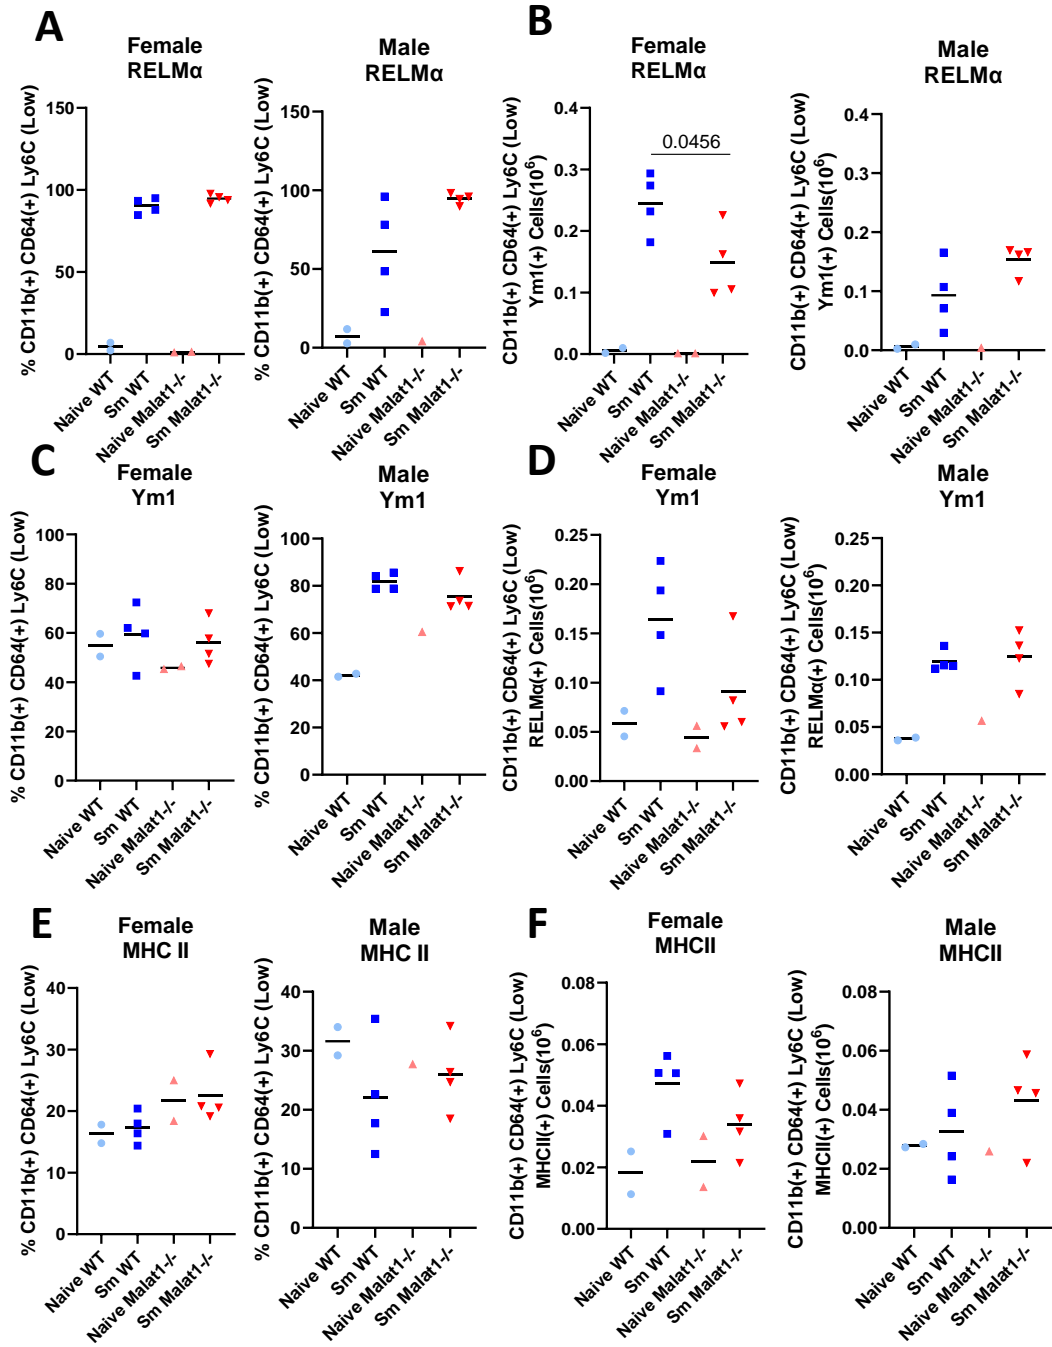 A
Female
RELMα
% CD11b(+) CD64(+) Ly6C (Low)
150
100
50
0
Naive WT
Sm WT
Naive Malat1-/-
Sm Malat1-/-
Male
RELMα
% CD11b(+) CD64(+) Ly6C (Low)
150
100
50
0
Naive WT
Sm WT
Naive Malat1-/-
Sm Malat1-/-
B
Female
RELMα
CD11b(+) CD64(+) Ly6C (Low)
Ym1(+) Cells(10⁶)
0.4
0.3
0.2
0.1
0.0
0.0456
Naive WT
Sm WT
Naive Malat1-/-
Sm Malat1-/-
Male
RELMα
CD11b(+) CD64(+) Ly6C (Low)
Ym1(+) Cells(10⁶)
0.4
0.3
0.2
0.1
0.0
Naive WT
Sm WT
Naive Malat1-/-
Sm Malat1-/-
C
Female
Ym1
% CD11b(+) CD64(+) Ly6C (Low)
100
80
60
40
20
0
Naive WT
Sm WT
Naive Malat1-/-
Sm Malat1-/-
Male
Ym1
% CD11b(+) CD64(+) Ly6C (Low)
100
80
60
40
20
0
Naive WT
Sm WT
Naive Malat1-/-
Sm Malat1-/-
D
Female
Ym1
CD11b(+) CD64(+) Ly6C (Low)
RELMα(+) Cells(10⁶)
0.25
0.20
0.15
0.10
0.05
0.00
Naive WT
Sm WT
Naive Malat1-/-
Sm Malat1-/-
Male
Ym1
CD11b(+) CD64(+) Ly6C (Low)
RELMα(+) Cells(10⁶)
0.25
0.20
0.15
0.10
0.05
0.00
Naive WT
Sm WT
Naive Malat1-/-
Sm Malat1-/-
E
Female
MHC II
% CD11b(+) CD64(+) Ly6C (Low)
40
30
20
10
0
Naive WT
Sm WT
Naive Malat1-/-
Sm Malat1-/-
Male
MHC II
% CD11b(+) CD64(+) Ly6C (Low)
40
30
20
10
0
Naive WT
Sm WT
Naive Malat1-/-
Sm Malat1-/-
F
Female
MHCII
CD11b(+) CD64(+) Ly6C (Low)
MHCII(+) Cells(10⁶)
0.08
0.06
0.04
0.02
0.00
Naive WT
Sm WT
Naive Malat1-/-
Sm Malat1-/-
Male
MHCII
CD11b(+) CD64(+) Ly6C (Low)
MHCII(+) Cells(10⁶)
0.08
0.06
0.04
0.02
0.00
Naive WT
Sm WT
Naive Malat1-/-
Sm Malat1-/-